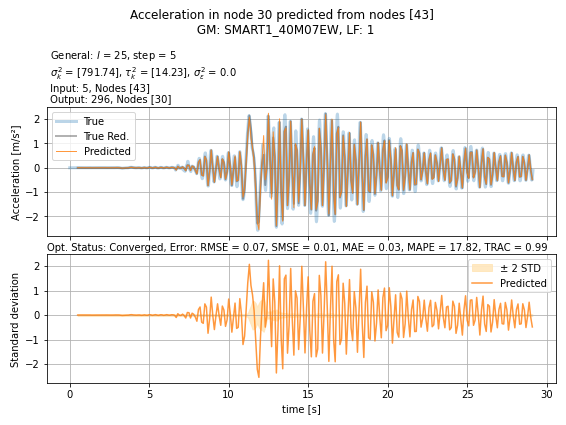 Acceleration in node 30 predicted from nodes [43]
GM: SMART1_40M07EW, LF: 1
General: l = 25, step = 5
σ²ₖ = [791.74], τ²ₖ = [14.23], σ²ε = 0.0
Input: 5, Nodes [43]
Output: 296, Nodes [30]
True
True Red.
Predicted
Acceleration [m/s²]
2
1
0
−1
−2
Opt. Status: Converged, Error: RMSE = 0.07, SMSE = 0.01, MAE = 0.03, MAPE = 17.82, TRAC = 0.99
± 2 STD
Predicted
Standard deviation
2
1
0
−1
−2
0 5 10 15 20 25 30
time [s]